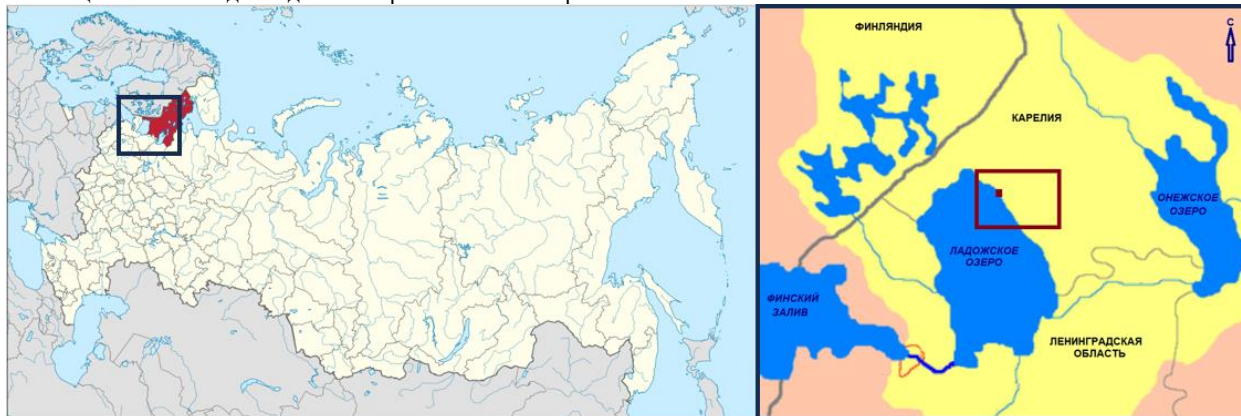 ФИНЛЯНДИЯ
С
КАРЕЛИЯ
ОНЕЖСКОЕ
ОЗЕРО
ЛАДОЖСКОЕ
ОЗЕРО
ФИНСКИЙ
ЗАЛИВ
ЛЕНИНГРАДСКАЯ
ОБЛАСТЬ